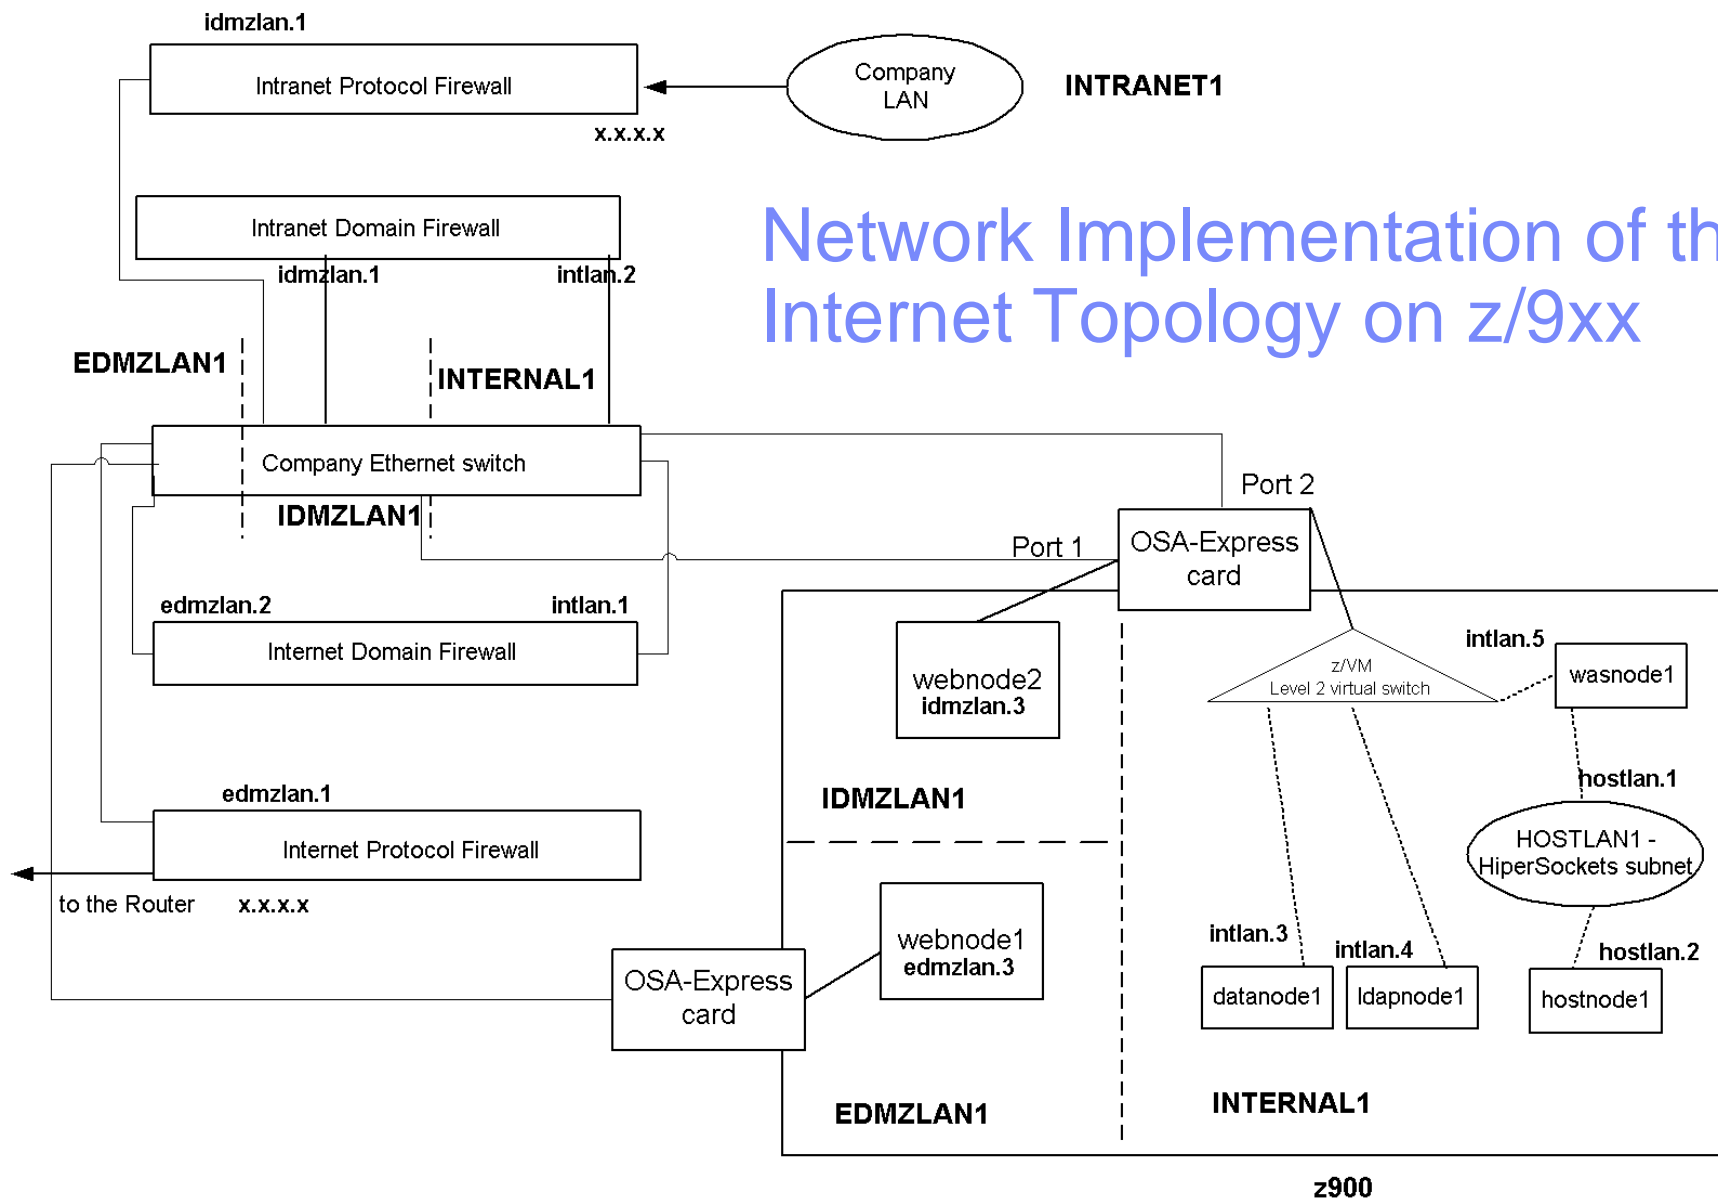 idmzlan.1
Intranet Protocol Firewall
x.x.x.x
Company
LAN
INTRANET1
Intranet Domain Firewall
idmzlan.1
intlan.2
Network Implementation of th
Internet Topology on z/9xx
EDMZLAN1
INTERNAL1
Company Ethernet switch
IDMZLAN1
Port 2
Port 1
OSA-Express
card
edmzlan.2
intlan.1
Internet Domain Firewall
webnode2
idmzlan.3
z/VM
Level 2 virtual switch
intlan.5
wasnode1
hostlan.1
IDMZLAN1
edmzlan.1
Internet Protocol Firewall
to the Router
x.x.x.x
HOSTLAN1 -
HiperSockets subnet
webnode1
edmzlan.3
OSA-Express
card
intlan.3
intlan.4
hostlan.2
datanode1
ldapnode1
hostnode1
EDMZLAN1
INTERNAL1
z900